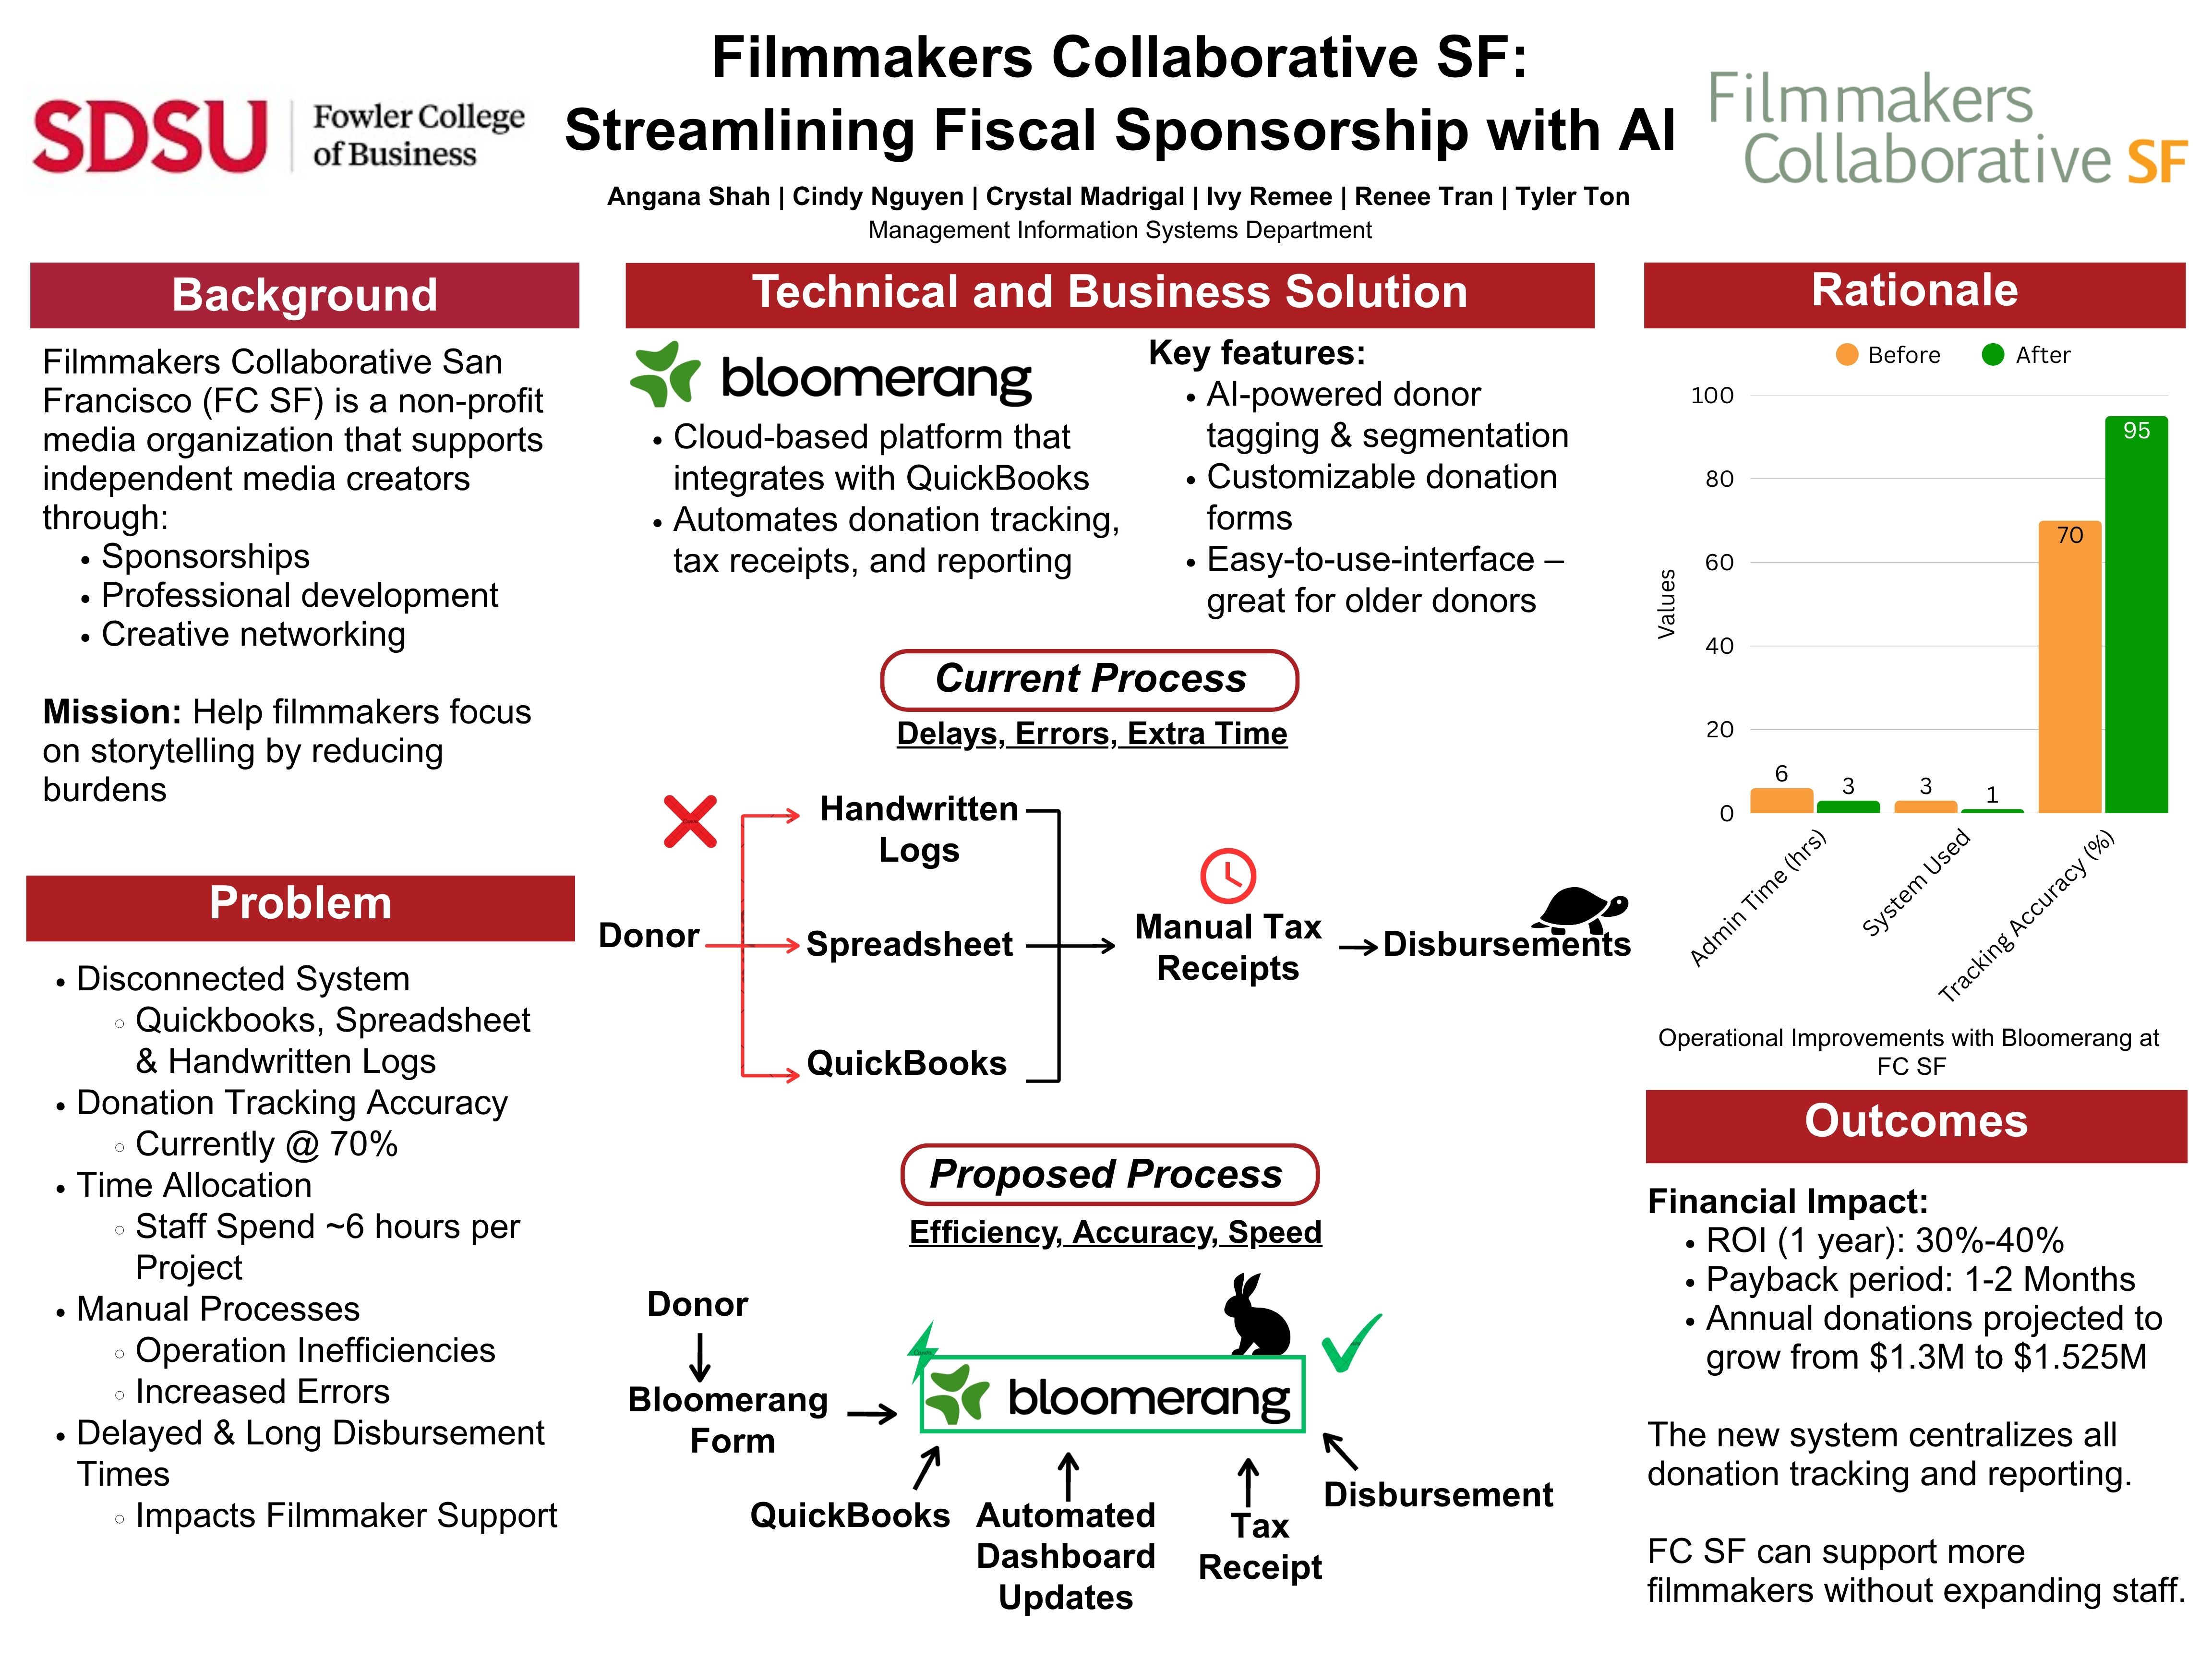 Filmmakers Collaborative SF:
Streamlining Fiscal Sponsorship with AI
SDSU
Fowler College
of Business
Filmmakers
Collaborative SF
Angana Shah | Cindy Nguyen | Crystal Madrigal | Ivy Remee | Renee Tran | Tyler Ton
Management Information Systems Department
Background
Filmmakers Collaborative San
Francisco (FC SF) is a non-profit
media organization that supports
independent media creators
through:
• Sponsorships
• Professional development
• Creative networking
Mission: Help filmmakers focus
on storytelling by reducing
burdens
Problem
• Disconnected System
◦ Quickbooks, Spreadsheet
& Handwritten Logs
• Donation Tracking Accuracy
◦ Currently @ 70%
• Time Allocation
◦ Staff Spend ~6 hours per
Project
• Manual Processes
◦ Operation Inefficiencies
◦ Increased Errors
• Delayed & Long Disbursement
Times
◦ Impacts Filmmaker Support
Technical and Business Solution
bloomerang
• Cloud-based platform that
integrates with QuickBooks
• Automates donation tracking,
tax receipts, and reporting
Key features:
• AI-powered donor
tagging & segmentation
• Customizable donation
forms
• Easy-to-use-interface –
great for older donors
Current Process
Delays, Errors, Extra Time
Donor
Handwritten
Logs
Spreadsheet
QuickBooks
Manual Tax
Receipts
Disbursements
Proposed Process
Efficiency, Accuracy, Speed
Donor
Bloomerang
Form
bloomerang
QuickBooks
Automated
Dashboard
Updates
Tax
Receipt
Disbursement
Rationale
Before
After
Values
100
80
60
40
20
0
6
3
3
1
70
95
Admin Time (hrs)
System Used
Tracking Accuracy (%)
Operational Improvements with Bloomerang at
FC SF
Outcomes
Financial Impact:
• ROI (1 year): 30%-40%
• Payback period: 1-2 Months
• Annual donations projected to
grow from $1.3M to $1.525M
The new system centralizes all
donation tracking and reporting.
FC SF can support more
filmmakers without expanding staff.